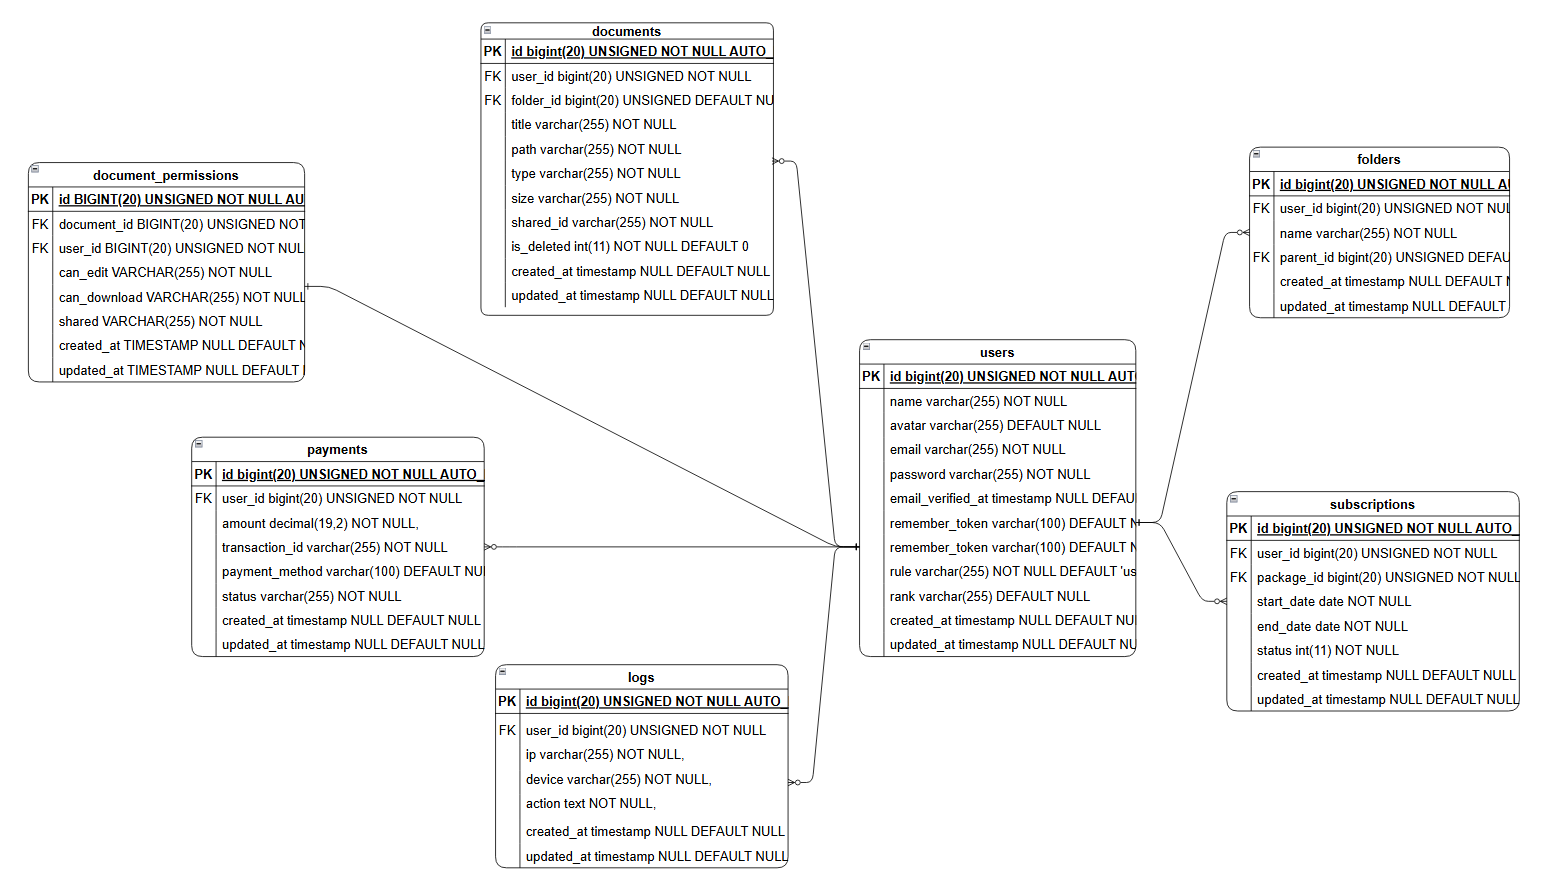 documents
PK id bigint(20) UNSIGNED NOT NULL AUTO_
FK user_id bigint(20) UNSIGNED NOT NULL
FK folder_id bigint(20) UNSIGNED DEFAULT NU
title varchar(255) NOT NULL
path varchar(255) NOT NULL
type varchar(255) NOT NULL
size varchar(255) NOT NULL
shared_id varchar(255) NOT NULL
is_deleted int(11) NOT NULL DEFAULT 0
created_at timestamp NULL DEFAULT NULL
updated_at timestamp NULL DEFAULT NULL
document_permissions
PK id BIGINT(20) UNSIGNED NOT NULL AU
FK document_id BIGINT(20) UNSIGNED NOT
FK user_id BIGINT(20) UNSIGNED NOT NUL
can_edit VARCHAR(255) NOT NULL
can_download VARCHAR(255) NOT NULL
shared VARCHAR(255) NOT NULL
created_at TIMESTAMP NULL DEFAULT N
updated_at TIMESTAMP NULL DEFAULT
folders
PK id bigint(20) UNSIGNED NOT NULL AU
FK user_id bigint(20) UNSIGNED NOT NUL
name varchar(255) NOT NULL
FK parent_id bigint(20) UNSIGNED DEFAU
created_at timestamp NULL DEFAULT N
updated_at timestamp NULL DEFAULT
users
PK id bigint(20) UNSIGNED NOT NULL AUT
name varchar(255) NOT NULL
avatar varchar(255) DEFAULT NULL
email varchar(255) NOT NULL
password varchar(255) NOT NULL
email_verified_at timestamp NULL DEFAU
remember_token varchar(100) DEFAULT N
remember_token varchar(100) DEFAULT N
rule varchar(255) NOT NULL DEFAULT 'us
rank varchar(255) DEFAULT NULL
created_at timestamp NULL DEFAULT NU
updated_at timestamp NULL DEFAULT NU
payments
PK id bigint(20) UNSIGNED NOT NULL AUTO_
FK user_id bigint(20) UNSIGNED NOT NULL
amount decimal(19,2) NOT NULL,
transaction_id varchar(255) NOT NULL
payment_method varchar(100) DEFAULT NU
status varchar(255) NOT NULL
created_at timestamp NULL DEFAULT NULL
updated_at timestamp NULL DEFAULT NULL
subscriptions
PK id bigint(20) UNSIGNED NOT NULL AUTO_
FK user_id bigint(20) UNSIGNED NOT NULL
FK package_id bigint(20) UNSIGNED NOT NULL
start_date date NOT NULL
end_date date NOT NULL
status int(11) NOT NULL
created_at timestamp NULL DEFAULT NULL
updated_at timestamp NULL DEFAULT NULL
logs
PK id bigint(20) UNSIGNED NOT NULL AUTO_
FK user_id bigint(20) UNSIGNED NOT NULL
ip varchar(255) NOT NULL,
device varchar(255) NOT NULL,
action text NOT NULL,
created_at timestamp NULL DEFAULT NULL
updated_at timestamp NULL DEFAULT NULL